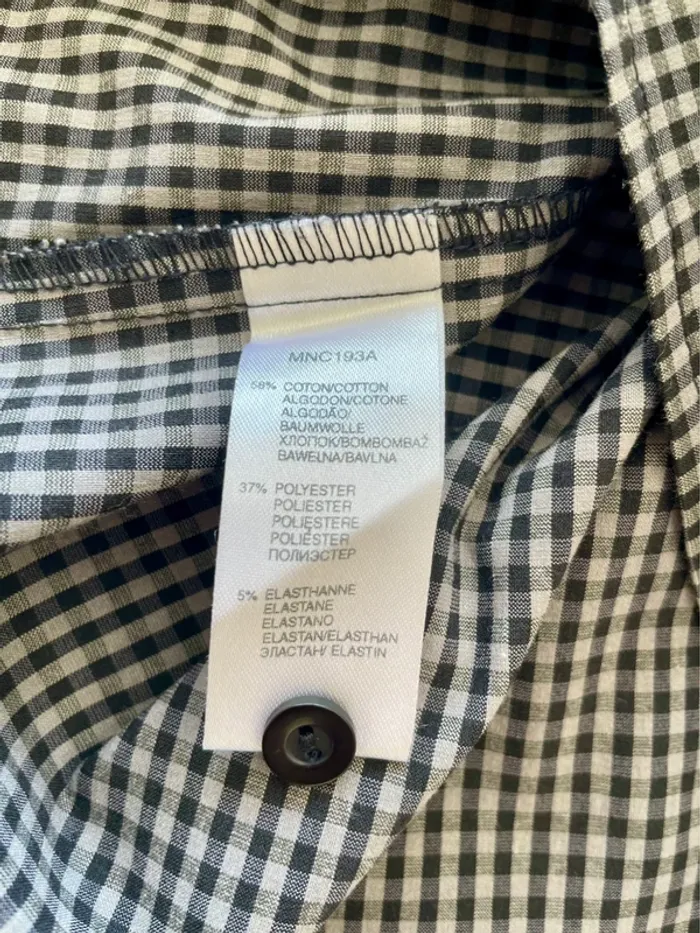 MNC193A
58% COTON/COTTON
ALGODON/COTONE
ALGODÃO/
BAUMWOLLE
ХЛОПОК/BOMBOMBAŽ
BAWEŁNA/BAVLNA
37% POLYESTER
POLIESTER
POLIESTERE
POLIÉSTER
ПОЛИЭСТЕР
5% ELASTHANNE
ELASTANE
ELASTANO
ELASTAN/ELASTHAN
ЭЛАСТАН/ ELASTIN